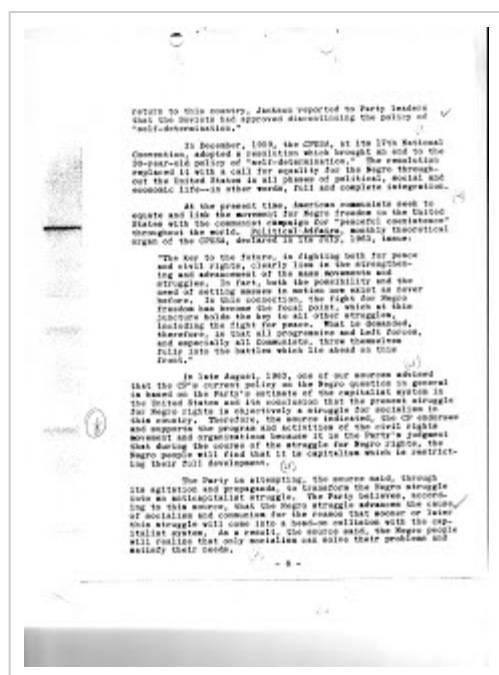 return to this country, Jackson reported to Party leaders
that the Soviets had approved discontinuing the policy of
"self-determination."
In December, 1959, the CPUSA, at its 17th National
Convention, adopted a resolution which brought an end to the
30-year-old policy of "self-determination." The resolution
replaced it with a call for equality for the Negro through-
out the United States in all phases of political, social and
economic life--in other words, full and complete integration.
At the present time, American communists seek to
equate and link the movement for Negro freedom in the United
States with the communist campaign for "peaceful coexistence"
throughout the world. Political Affairs, monthly theoretical
organ of the CPUSA, declared in its July, 1963, issue:
"The key to the future, in fighting both for peace
and civil rights, clearly lies in the strengthen-
ing and advancement of the mass movements and
struggles. In fact, both the possibility and the
need of setting masses in motion now exist as never
before. In this connection, the fight for Negro
freedom has become the focal point, which at this
juncture holds the key to all other struggles,
including the fight for peace. What is demanded,
therefore, is that all progressive and Left forces,
and especially all Communists, throw themselves
fully into the battles which lie ahead on this
front."
In late August, 1963, one of our sources advised
that the CP's current policy on the Negro question in general
is based on the Party's estimate of the capitalist system in
the United States and its conclusion that the present struggle
for Negro rights is objectively a struggle for socialism in
this country. Therefore, the source indicated, the CP endorses
and supports the program and activities of the civil rights
movement and organizations because it is the Party's judgment
that during the course of the struggle for Negro rights, the
Negro people will find that it is capitalism which is restrict-
ing their full development.
The Party is attempting, the source said, through
its agitation and propaganda, to transform the Negro struggle
into an anticapitalist struggle. The Party believes, accord-
ing to this source, that the Negro struggle advances the cause
of socialism and communism for the reason that sooner or later
this struggle will come into a head-on collision with the cap-
italist system. As a result, the source said, the Negro people
will realize that only socialism can solve their problems and
satisfy their needs.
- 8 -